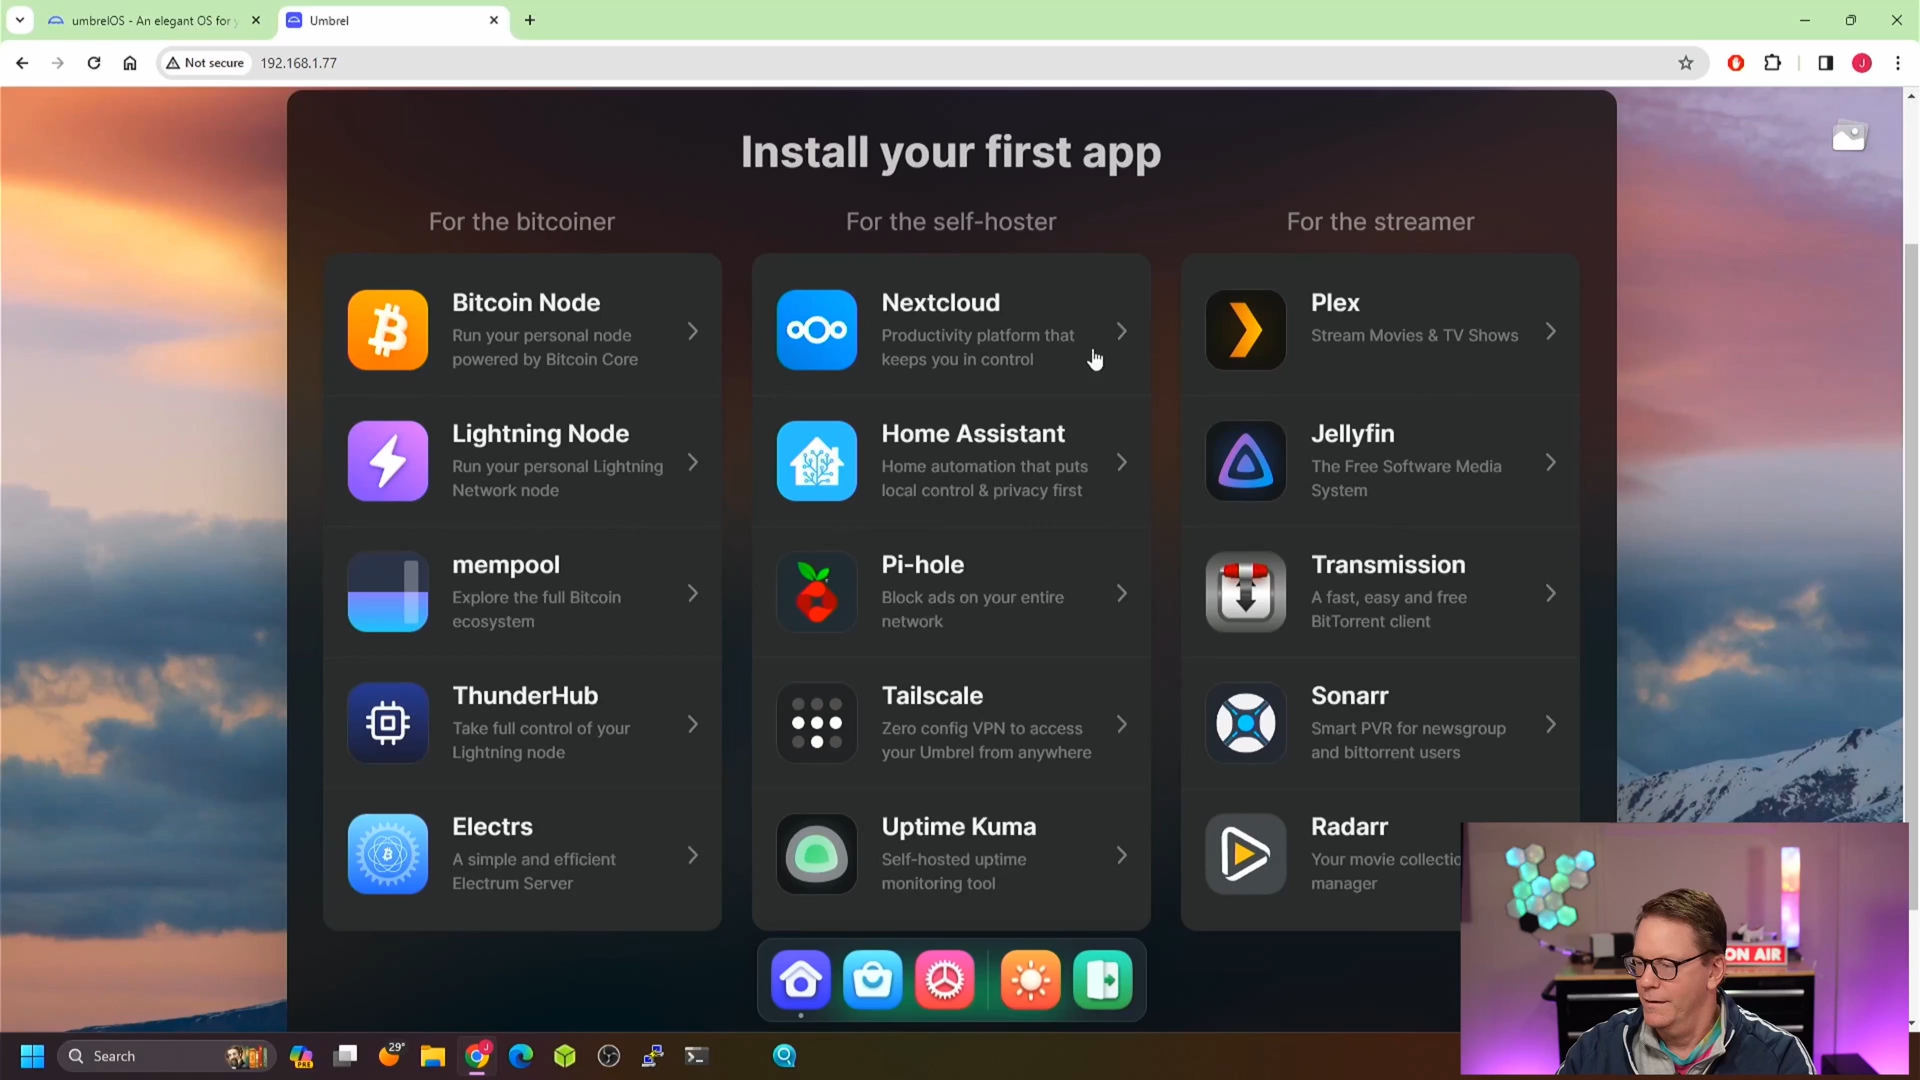 umbrelOS - An elegant OS for y
Umbrel
Not secure
192.168.1.77
J
Install your first app
For the bitcoiner
Bitcoin Node
Run your personal node
powered by Bitcoin Core
Lightning Node
Run your personal Lightning
Network node
mempool
Explore the full Bitcoin
ecosystem
ThunderHub
Take full control of your
Lightning node
Electrs
A simple and efficient
Electrum Server
For the self-hoster
Nextcloud
Productivity platform that
keeps you in control
Home Assistant
Home automation that puts
local control & privacy first
Pi-hole
Block ads on your entire
network
Tailscale
Zero config VPN to access
your Umbrel from anywhere
Uptime Kuma
Self-hosted uptime
monitoring tool
For the streamer
Plex
Stream Movies & TV Shows
Jellyfin
The Free Software Media
System
Transmission
A fast, easy and free
BitTorrent client
Sonarr
Smart PVR for newsgroup
and bittorrent users
Radarr
Your movie collectio
manager
ON AIR
Search
PRE
29°
J